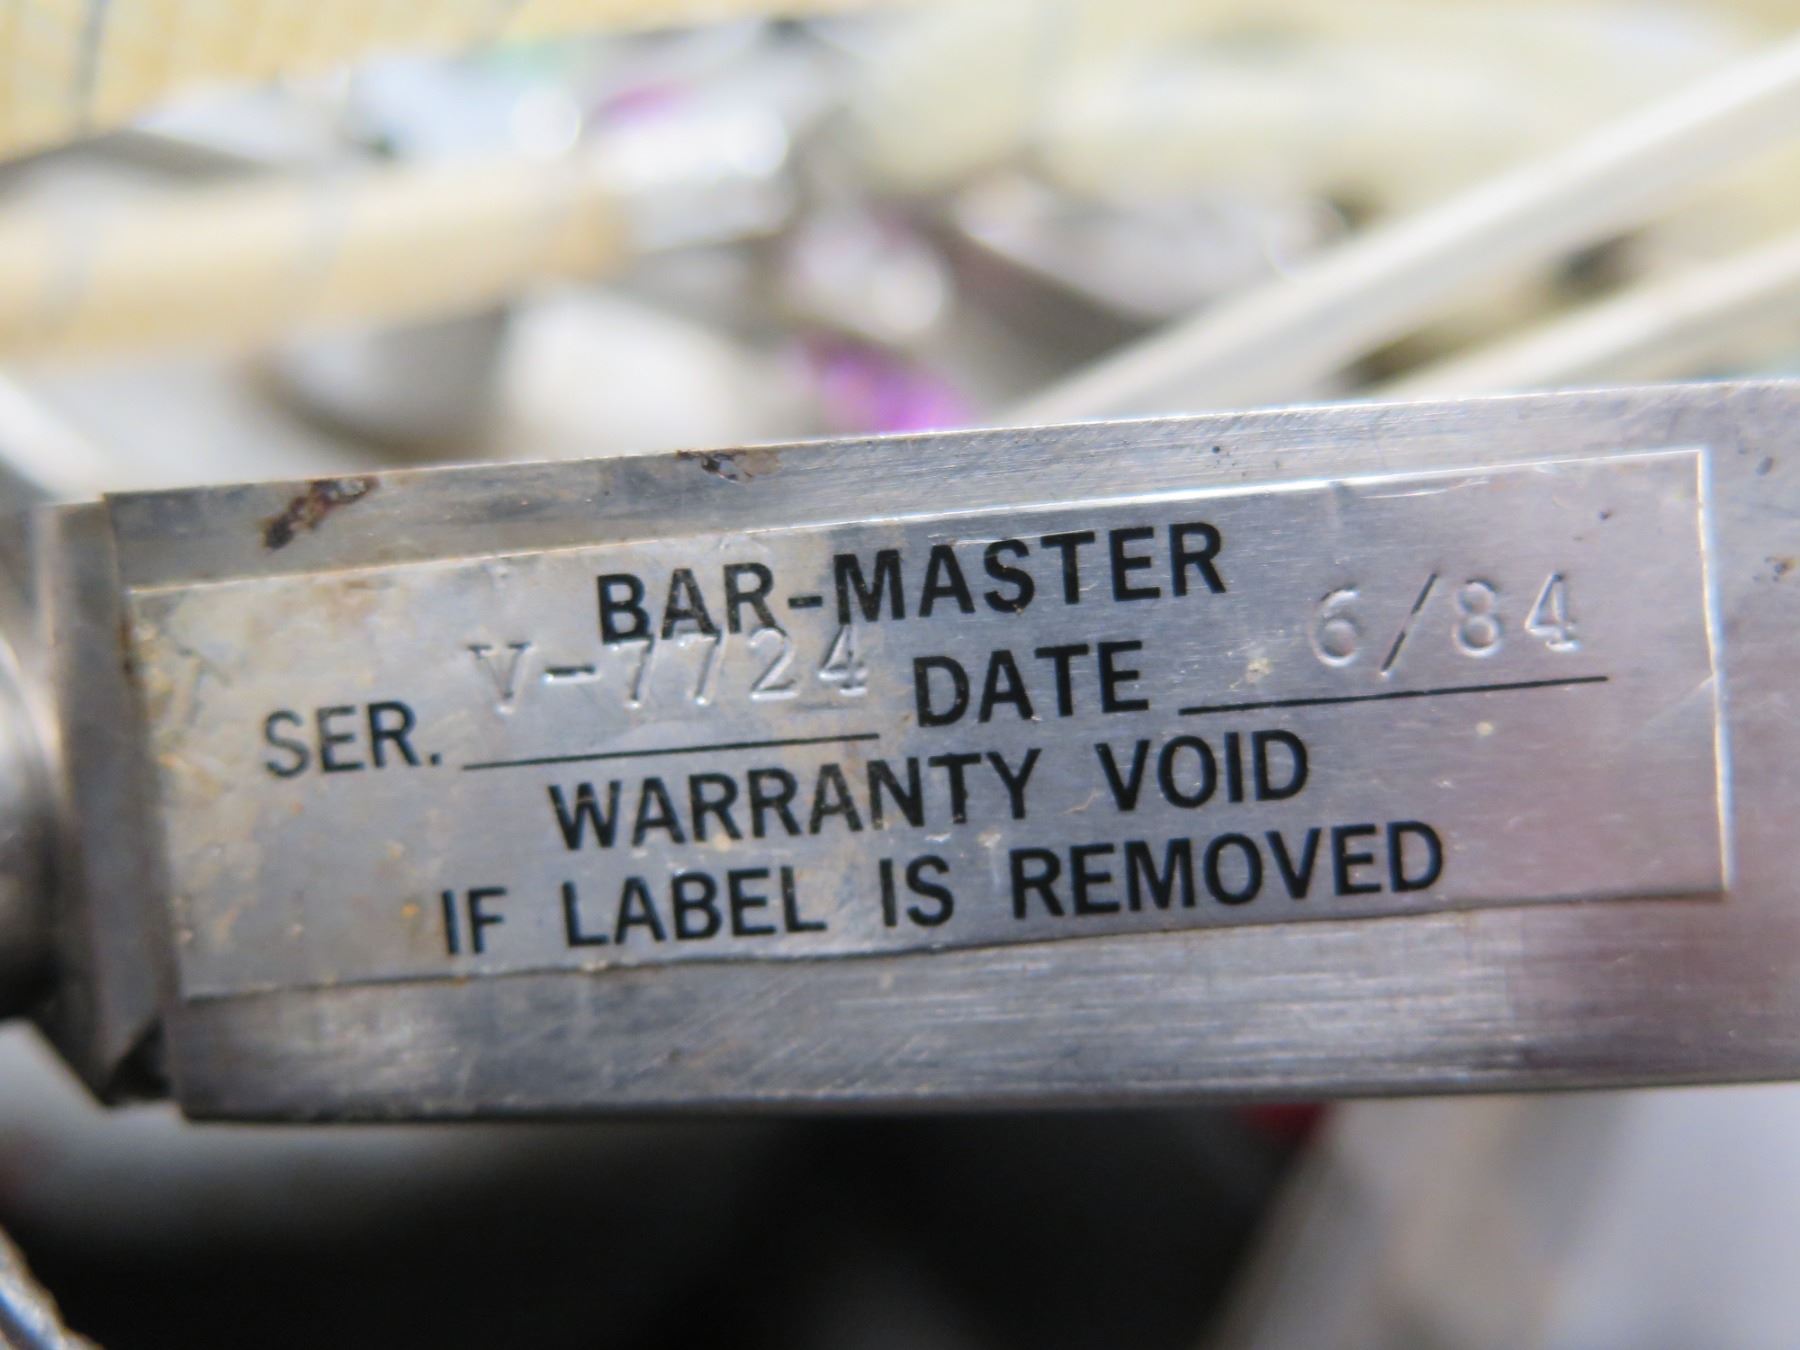 BAR-MASTER
SER. V-7724 DATE 6/84
WARRANTY VOID
IF LABEL IS REMOVED